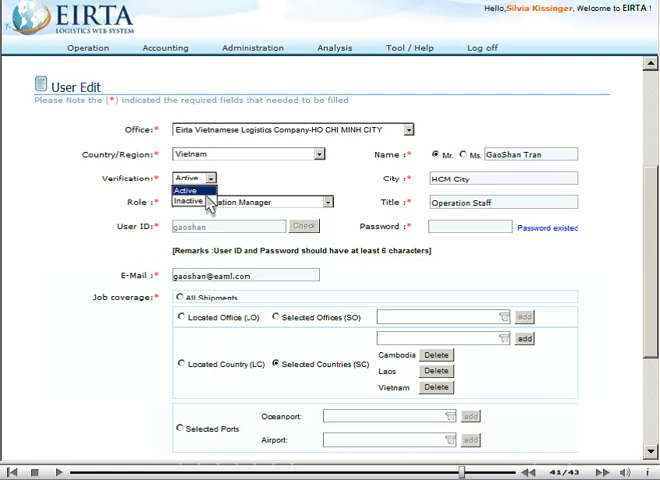 EIRTA
LOGISTICS WEB SYSTEM
Hello,Silvia Kissinger, Welcome to EIRTA !
Operation Accounting Administration Analysis Tool / Help Log off
User Edit
Please Note the (*) indicated the required fields that needed to be filled
Office:* Eirta Vietnamese Logistics Company-HO CHI MINH CITY
Country/Region:* Vietnam Name :* Mr. Ms. GaoShan Tran
Verification:* Active City :* HCM City
Active
Inactive
Role :* ation Manager Title :* Operation Staff
User ID:* gaoshan Check Password :* Password existed
[Remarks :User ID and Password should have at least 6 characters]
E-Mail :* gaoshan@eaml.com
Job coverage:* All Shipments
Located Office (LO) Selected Offices (SO) add
add
Located Country (LC) Selected Countries (SC)
Cambodia Delete
Laos Delete
Vietnam Delete
Selected Ports
Oceanport: add
Airport: add
41/43